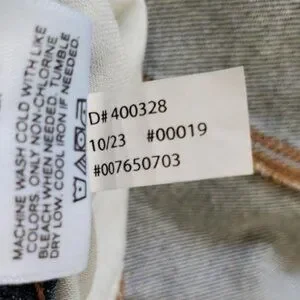 D# 400328
10/23 #00019
#007650703
MACHINE WASH COLD WITH LIKE
COLORS. ONLY NON-CHLORINE
BLEACH WHEN NEEDED. TUMBLE
DRY LOW, COOL IRON IF NEEDED.